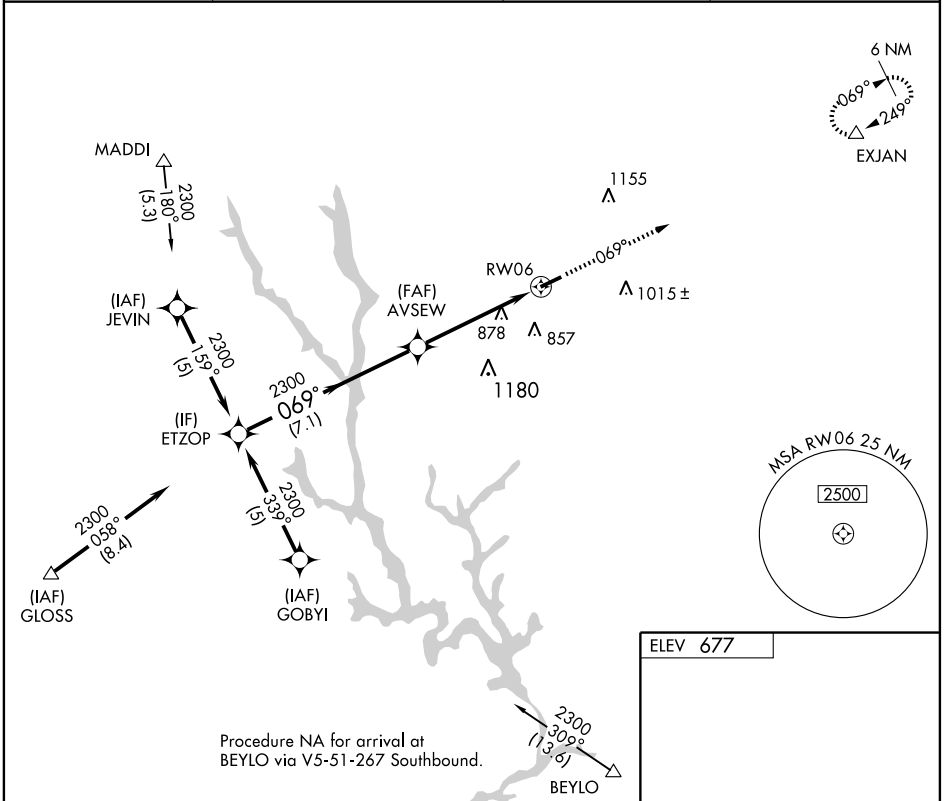 6 NM
069°
249°
EXJAN
MADDI
2300
180°
(5.3)
1155
069°
RW06
(FAF)
AVSEW
1015 ±
(IAF)
JEVIN
878
857
2300
159°
(5)
1180
2300
069°
(7.1)
(IF)
ETZOP
MSA RW06 25 NM
2500
2300
339°
(5)
2300
058°
(8.4)
(IAF)
GLOSS
(IAF)
GOBYI
ELEV 677
2300
309°
(13.6)
Procedure NA for arrival at
BEYLO via V5-51-267 Southbound.
BEYLO